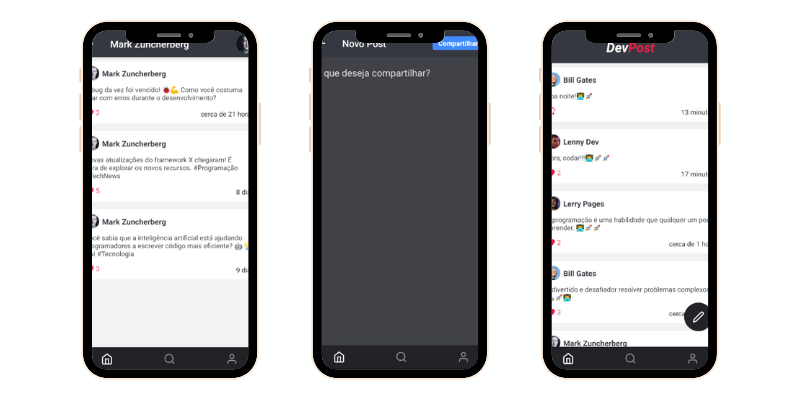 Mark Zuncherberg
Mark Zuncherberg
bug da vez foi vencido! 🐞💪 Como você costuma
ar com erros durante o desenvolvimento?
2
cerca de 21 hor
Mark Zuncherberg
ovas atualizações do framework X chegaram! É
ra de explorar os novos recursos. #Programação
TechNews
5
8 di
Mark Zuncherberg
ocê sabia que a inteligência artificial está ajudando
ogramadores a escrever código mais eficiente? 🤖💡
#Tecnologia
3
9 di
Novo Post
Compartilhar
que deseja compartilhar?
DevPost
Bill Gates
oa noite!👨‍💻🚀
13 minut
Lenny Dev
ora, codar!!!👨‍💻🚀🚀
2
17 minut
Lerry Pages
programação é uma habilidade que qualquer um pod
render. 👨‍💻🚀🚀
2
cerca de 1 ho
Bill Gates
divertido e desafiador resolver problemas complexos
🚀👨‍💻
3
cerca
Mark Zuncherberg